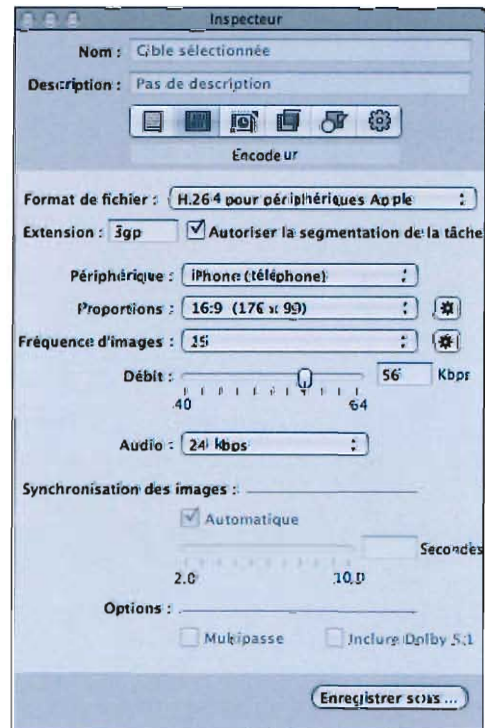 Inspecteur
Nom : Cible sélectionnée
Description : Pas de description
Encodeur
Format de fichier : H.264 pour périphériques Apple
Extension : 3gp Autoriser la segmentation de la tâche
Périphérique : iPhone (téléphone)
Proportions : 16:9 (176 x 99)
Fréquence d'images : 15
Débit : 56 Kbps
40 64
Audio : 24 kbps
Synchronisation des images :
Automatique
Secondes
2.0 10.0
Options :
Multipasse Inclure Dolby 5.1
Enregistrer sous ...